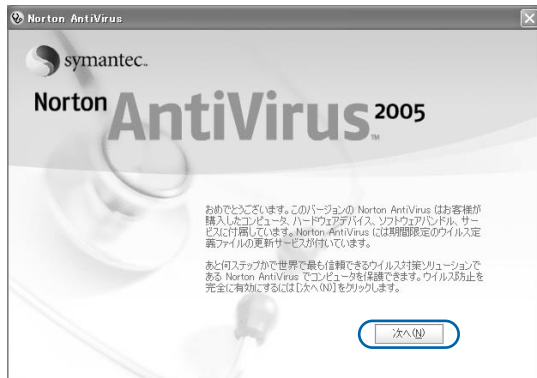 Norton AntiVirus
symantec.
Norton AntiVirus 2005
TM
おめでとうございます。このバージョンの Norton AntiVirus はお客様が
購入したコンピュータ、ハードウェアデバイス、ソフトウェアバンドル、サー
ビスに付属しています。Norton AntiVirus には期間限定のウイルス定
義ファイルの更新サービスが付いています。
あと何ステップかで世界で最も信頼できるウイルス対策ソリューションで
ある Norton AntiVirus でコンピュータを保護できます。ウイルス防止を
完全に有効にするには[次へ(N)]をクリックします。
次へ(N)